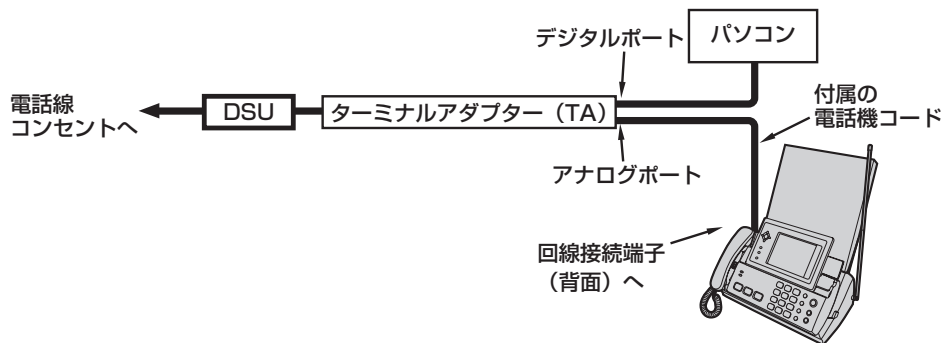 デジタルポート
パソコン
電話線
コンセントへ
DSU
ターミナルアダプター（TA）
付属の
電話機コード
アナログポート
回線接続端子
（背面）へ